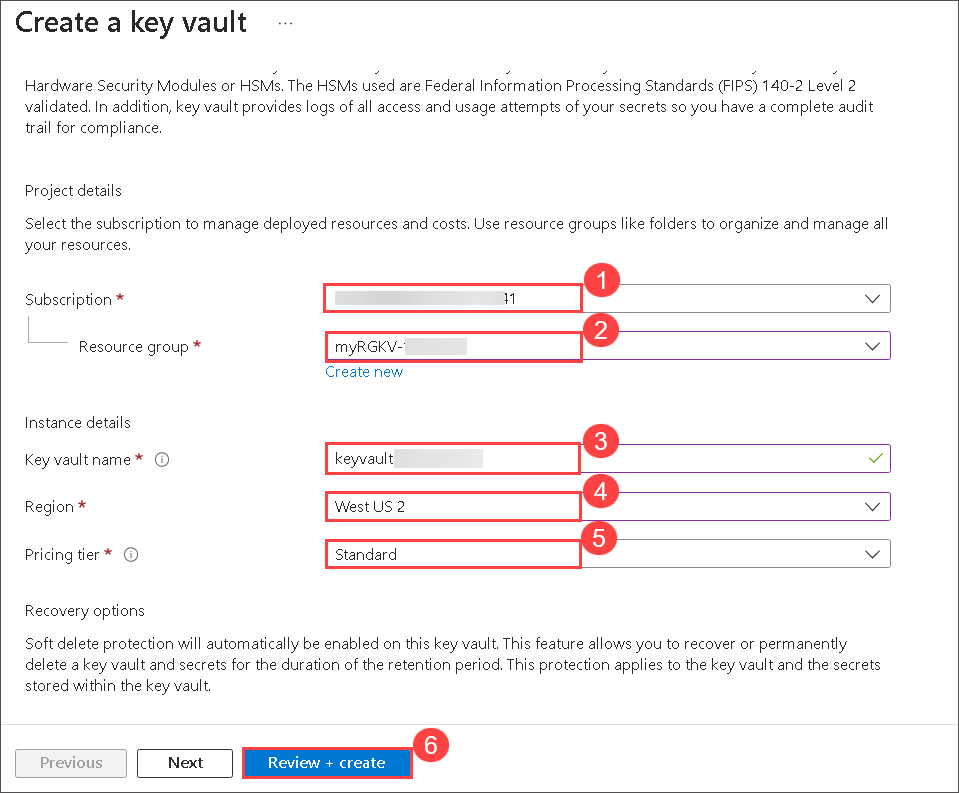 Create a key vault ...
Hardware Security Modules or HSMs. The HSMs used are Federal Information Processing Standards (FIPS) 140-2 Level 2
validated. In addition, key vault provides logs of all access and usage attempts of your secrets so you have a complete audit
trail for compliance.
Project details
Select the subscription to manage deployed resources and costs. Use resource groups like folders to organize and manage all
your resources.
1
Subscription * 41
2
Resource group * myRGKV-
Create new
Instance details
3
Key vault name * keyvault
4
Region * West US 2
5
Pricing tier * Standard
Recovery options
Soft delete protection will automatically be enabled on this key vault. This feature allows you to recover or permanently
delete a key vault and secrets for the duration of the retention period. This protection applies to the key vault and the secrets
stored within the key vault.
6
Previous Next Review + create